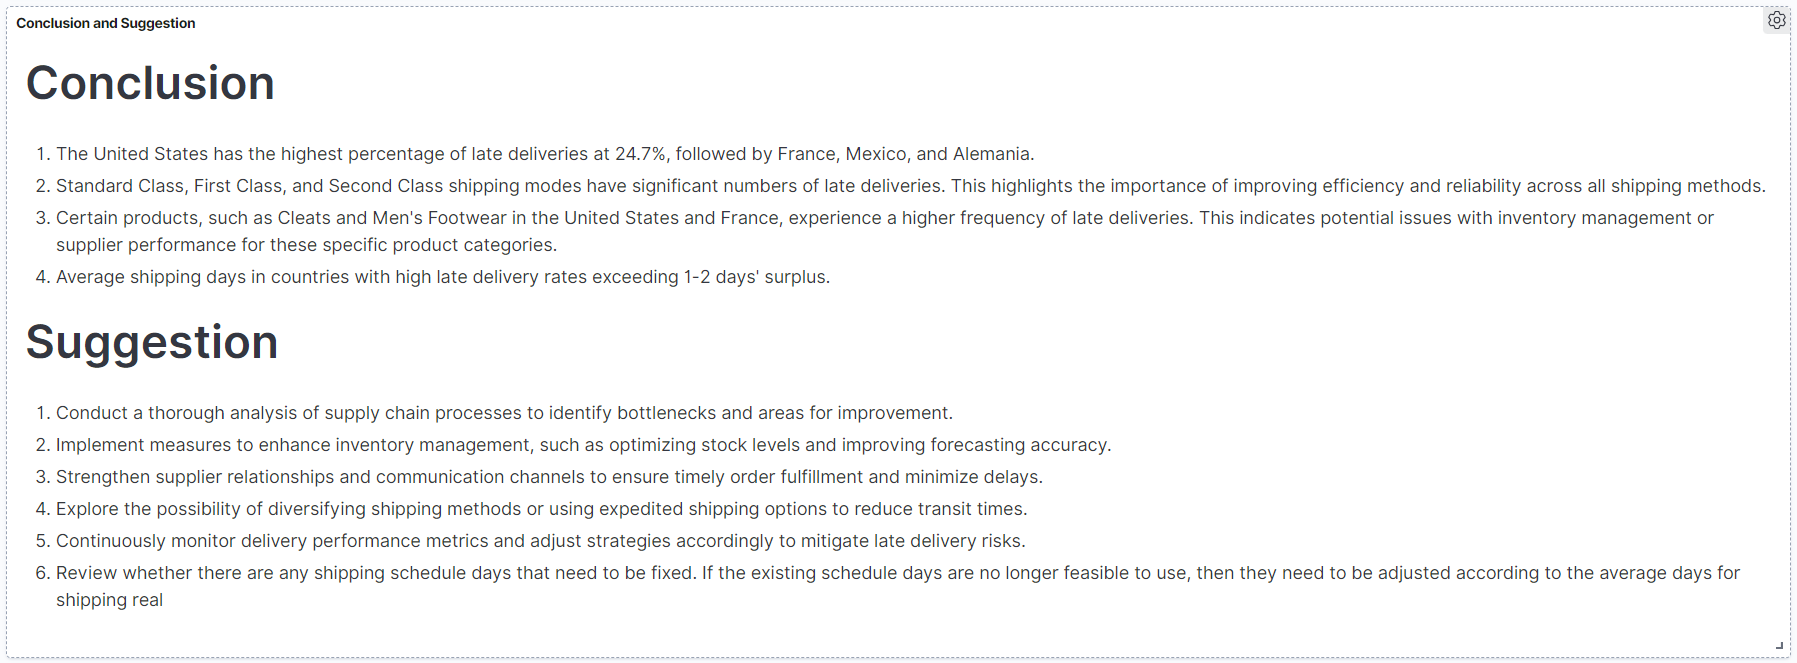 Conclusion and Suggestion
Conclusion
1. The United States has the highest percentage of late deliveries at 24.7%, followed by France, Mexico, and Alemania.
2. Standard Class, First Class, and Second Class shipping modes have significant numbers of late deliveries. This highlights the importance of improving efficiency and reliability across all shipping methods.
3. Certain products, such as Cleats and Men's Footwear in the United States and France, experience a higher frequency of late deliveries. This indicates potential issues with inventory management or
supplier performance for these specific product categories.
4. Average shipping days in countries with high late delivery rates exceeding 1-2 days' surplus.
Suggestion
1. Conduct a thorough analysis of supply chain processes to identify bottlenecks and areas for improvement.
2. Implement measures to enhance inventory management, such as optimizing stock levels and improving forecasting accuracy.
3. Strengthen supplier relationships and communication channels to ensure timely order fulfillment and minimize delays.
4. Explore the possibility of diversifying shipping methods or using expedited shipping options to reduce transit times.
5. Continuously monitor delivery performance metrics and adjust strategies accordingly to mitigate late delivery risks.
6. Review whether there are any shipping schedule days that need to be fixed. If the existing schedule days are no longer feasible to use, then they need to be adjusted according to the average days for
shipping real